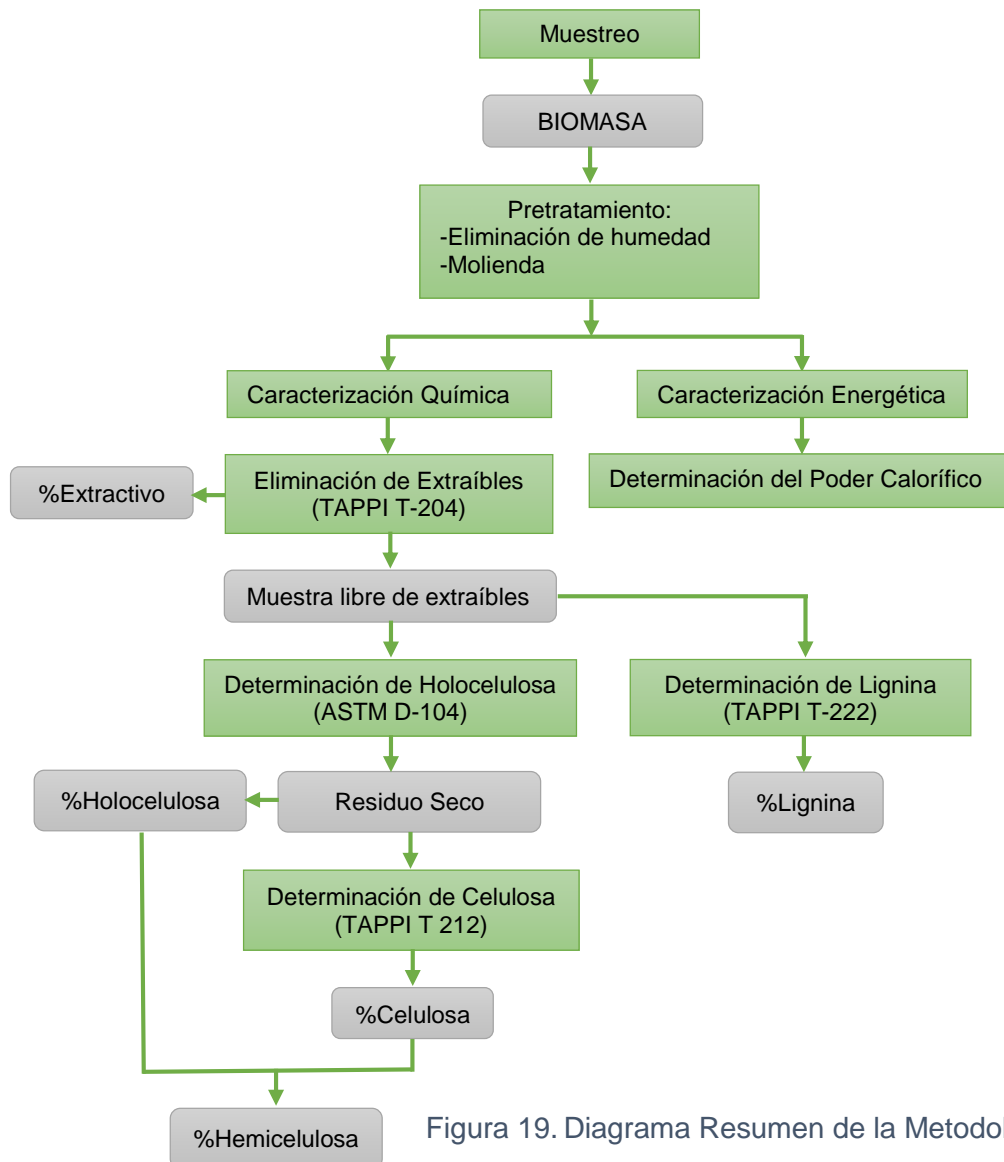 Muestreo
BIOMASA
Pretratamiento:
-Eliminación de humedad
-Molienda
Caracterización Química
Caracterización Energética
%Extractivo
Eliminación de Extraíbles
(TAPPI T-204)
Determinación del Poder Calorífico
Muestra libre de extraíbles
Determinación de Holocelulosa
(ASTM D-104)
Determinación de Lignina
(TAPPI T-222)
%Holocelulosa
Residuo Seco
%Lignina
Determinación de Celulosa
(TAPPI T 212)
%Celulosa
%Hemicelulosa
Figura 19. Diagrama Resumen de la Metodol